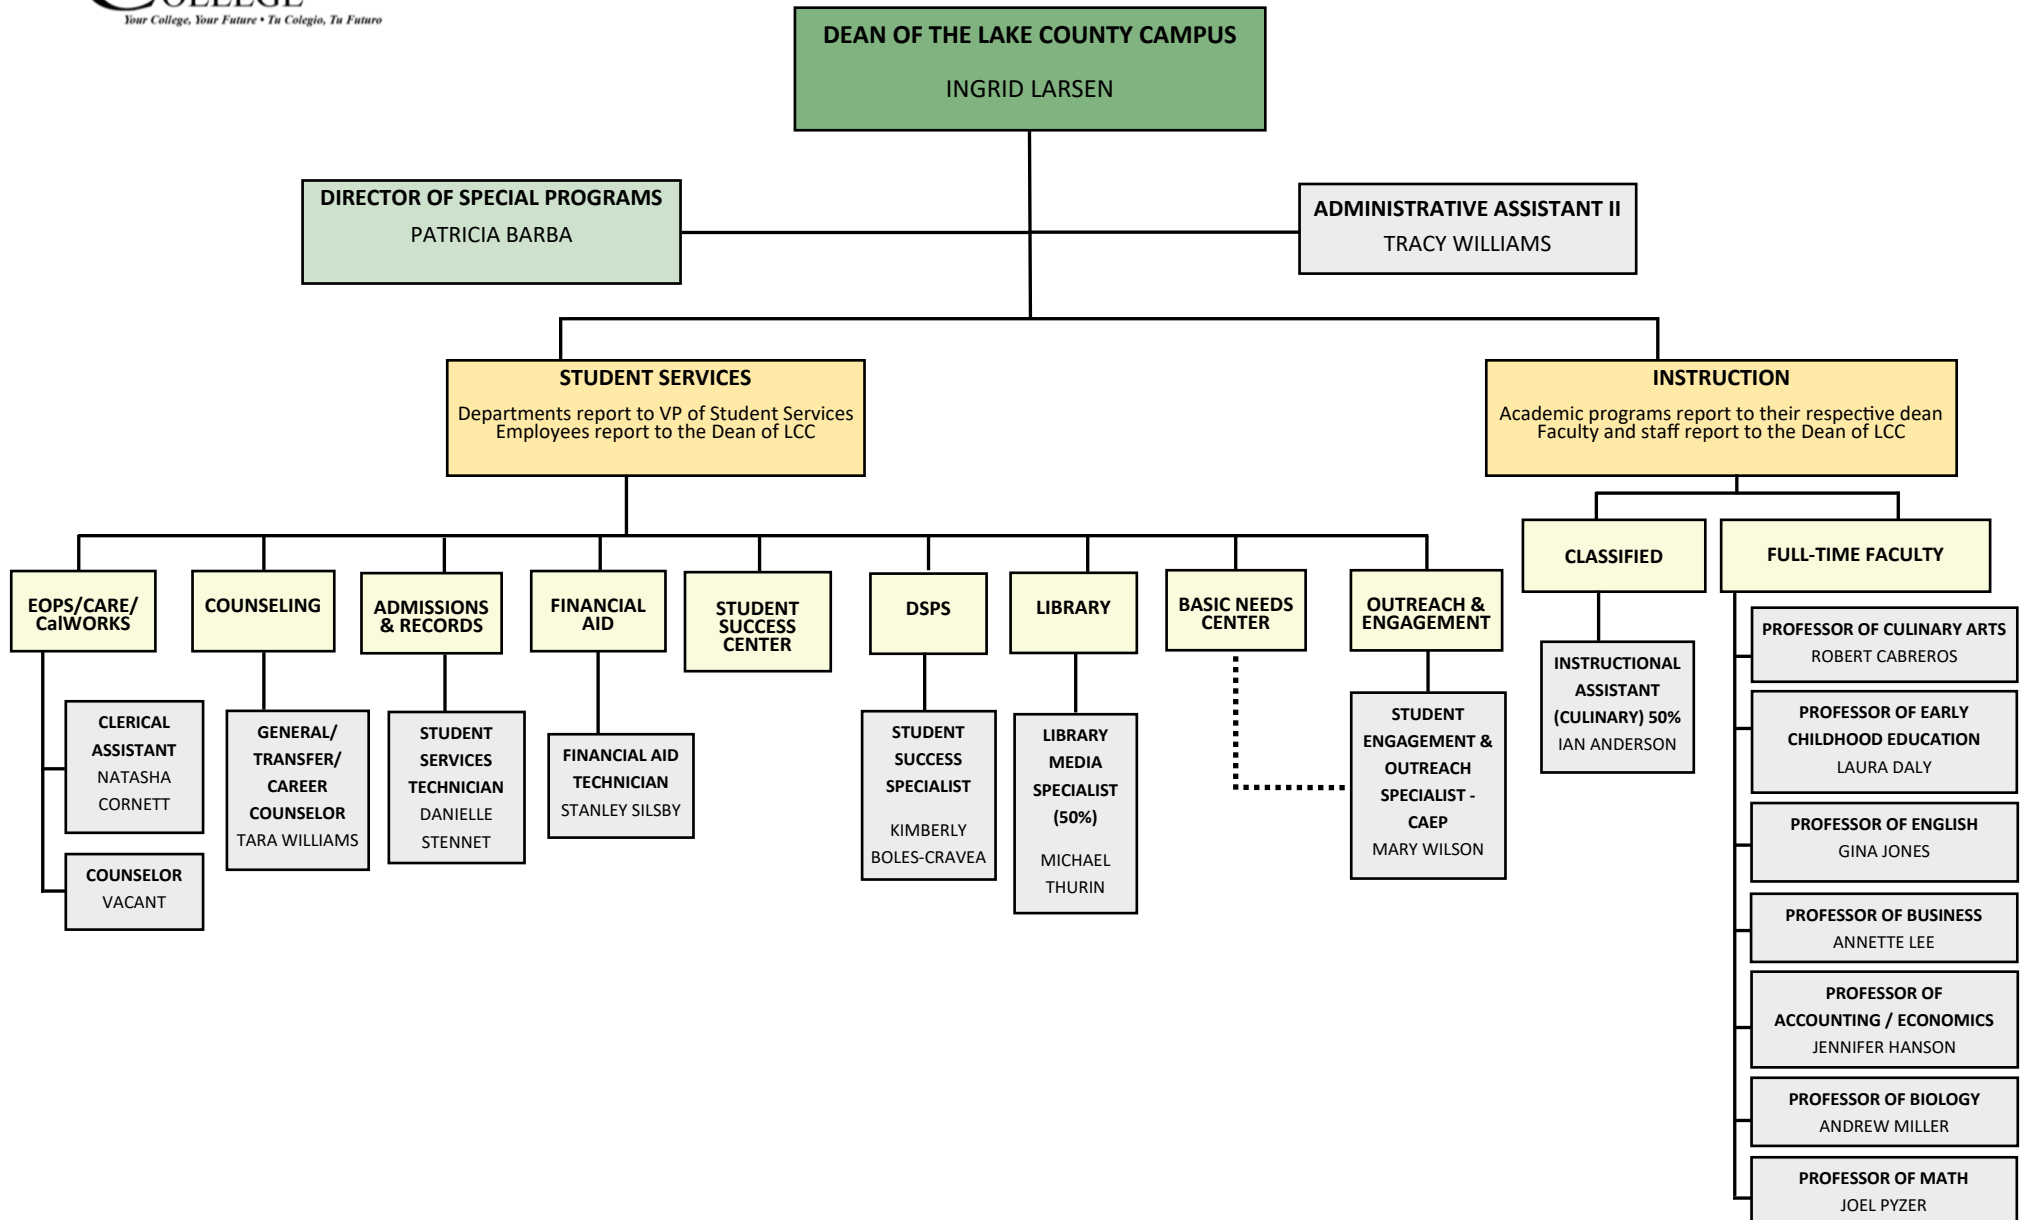 COLLEGE
Your College, Your Future • Tu Colegio, Tu Futuro
DEAN OF THE LAKE COUNTY CAMPUS
INGRID LARSEN
DIRECTOR OF SPECIAL PROGRAMS
PATRICIA BARBA
ADMINISTRATIVE ASSISTANT II
TRACY WILLIAMS
STUDENT SERVICES
Departments report to VP of Student Services
Employees report to the Dean of LCC
INSTRUCTION
Academic programs report to their respective dean
Faculty and staff report to the Dean of LCC
EOPS/CARE/
CalWORKS
CLERICAL
ASSISTANT
NATASHA
CORNETT
COUNSELOR
VACANT
COUNSELING
GENERAL/
TRANSFER/
CAREER
COUNSELOR
TARA WILLIAMS
ADMISSIONS
& RECORDS
STUDENT
SERVICES
TECHNICIAN
DANIELLE
STENNET
FINANCIAL
AID
FINANCIAL AID
TECHNICIAN
STANLEY SILSBY
STUDENT
SUCCESS
CENTER
DSPS
STUDENT
SUCCESS
SPECIALIST
KIMBERLY
BOLES-CRAVEA
LIBRARY
LIBRARY
MEDIA
SPECIALIST
(50%)
MICHAEL
THURIN
BASIC NEEDS
CENTER
OUTREACH &
ENGAGEMENT
STUDENT
ENGAGEMENT &
OUTREACH
SPECIALIST -
CAEP
MARY WILSON
CLASSIFIED
INSTRUCTIONAL
ASSISTANT
(CULINARY) 50%
IAN ANDERSON
FULL-TIME FACULTY
PROFESSOR OF CULINARY ARTS
ROBERT CABREROS
PROFESSOR OF EARLY
CHILDHOOD EDUCATION
LAURA DALY
PROFESSOR OF ENGLISH
GINA JONES
PROFESSOR OF BUSINESS
ANNETTE LEE
PROFESSOR OF
ACCOUNTING / ECONOMICS
JENNIFER HANSON
PROFESSOR OF BIOLOGY
ANDREW MILLER
PROFESSOR OF MATH
JOEL PYZER